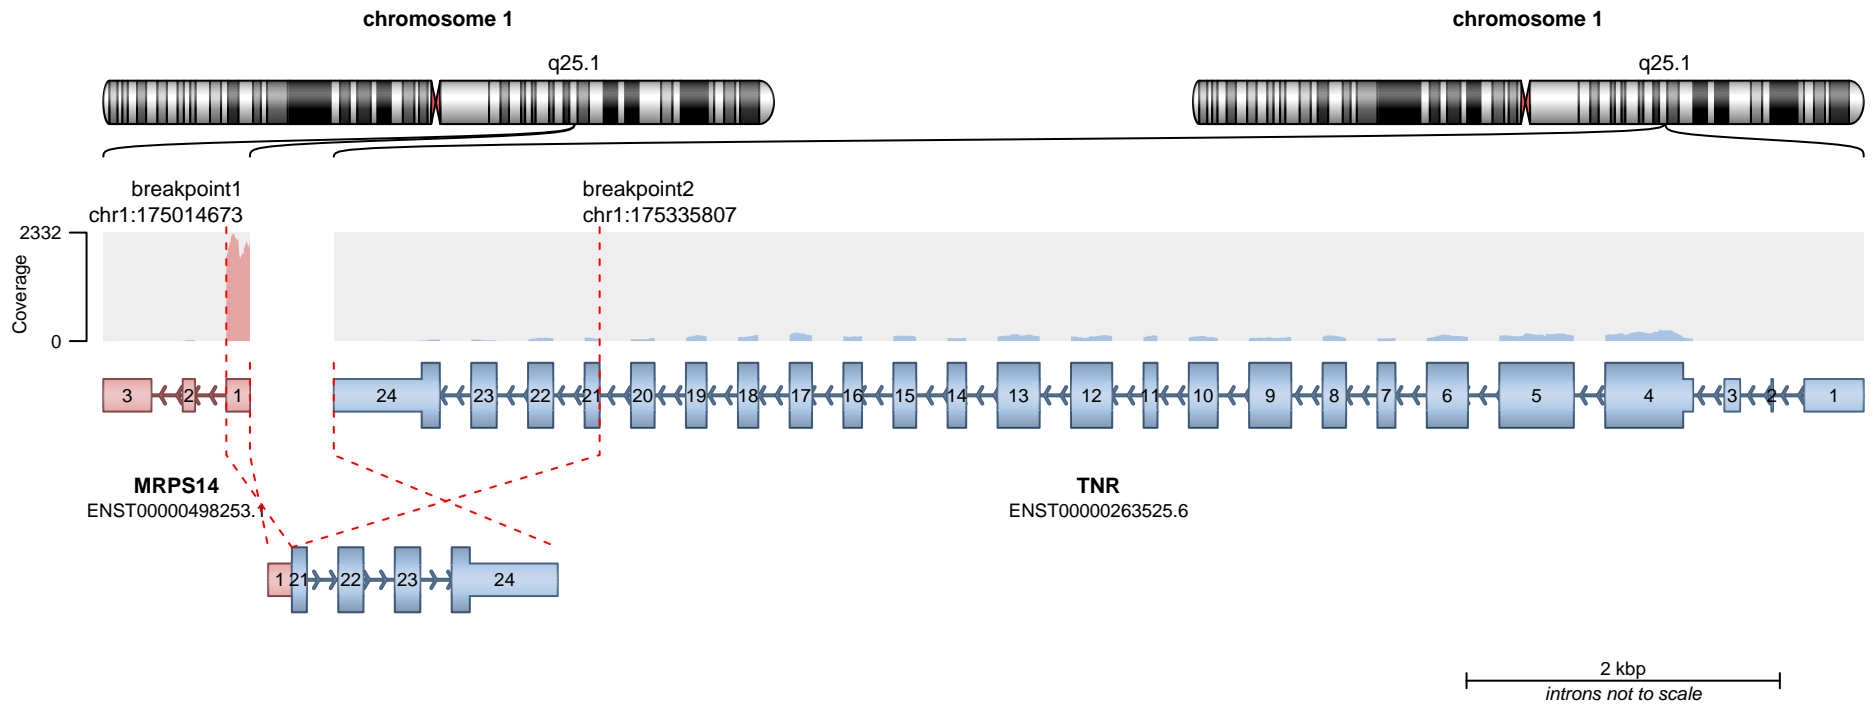 chromosome 1 chromosome 1
q25.1 q25.1
breakpoint1 breakpoint2
chr1:175014673 chr1:175335807
2332
Coverage
0
3 2 1 24 23 22 21 20 19 18 17 16 15 14 13 12 11 10 9 8 7 6 5 4 3 2 1
MRPS14 TNR
ENST00000498253.1 ENST00000263525.6
1 21 22 23 24
2 kbp
introns not to scale